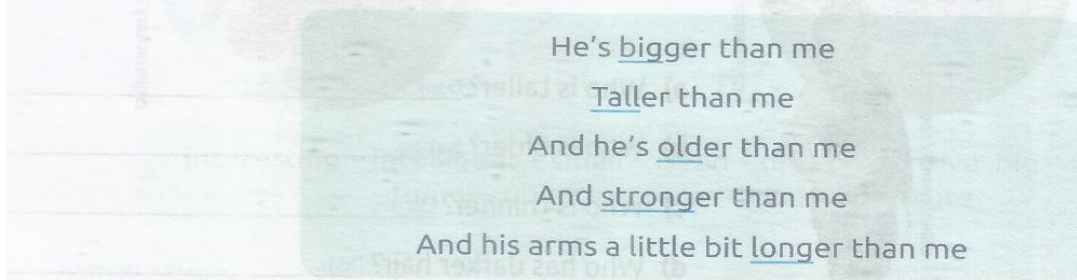 He's bigger than me
Taller than me
And he's older than me
And stronger than me
And his arms a little bit longer than me